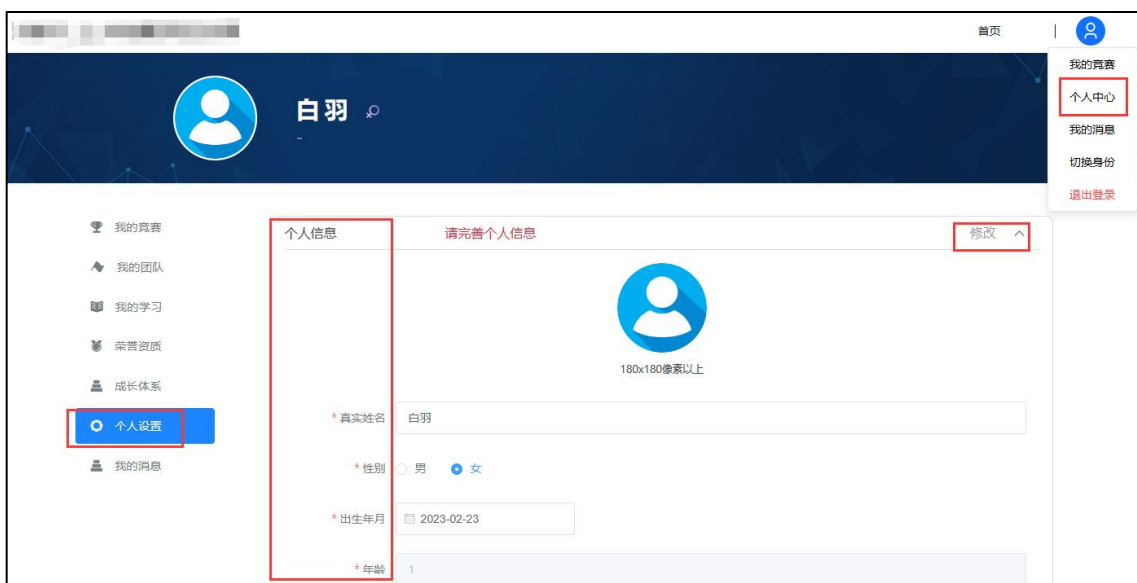 首页 |
我的竞赛
个人中心
我的消息
切换身份
退出登录
白羽
--
我的竞赛
我的团队
我的学习
荣誉资质
成长体系
个人设置
我的消息
个人信息 请完善个人信息 修改
180x180像素以上
* 真实姓名 白羽
* 性别 男 女
* 出生年月 2023-02-23
* 年龄 1